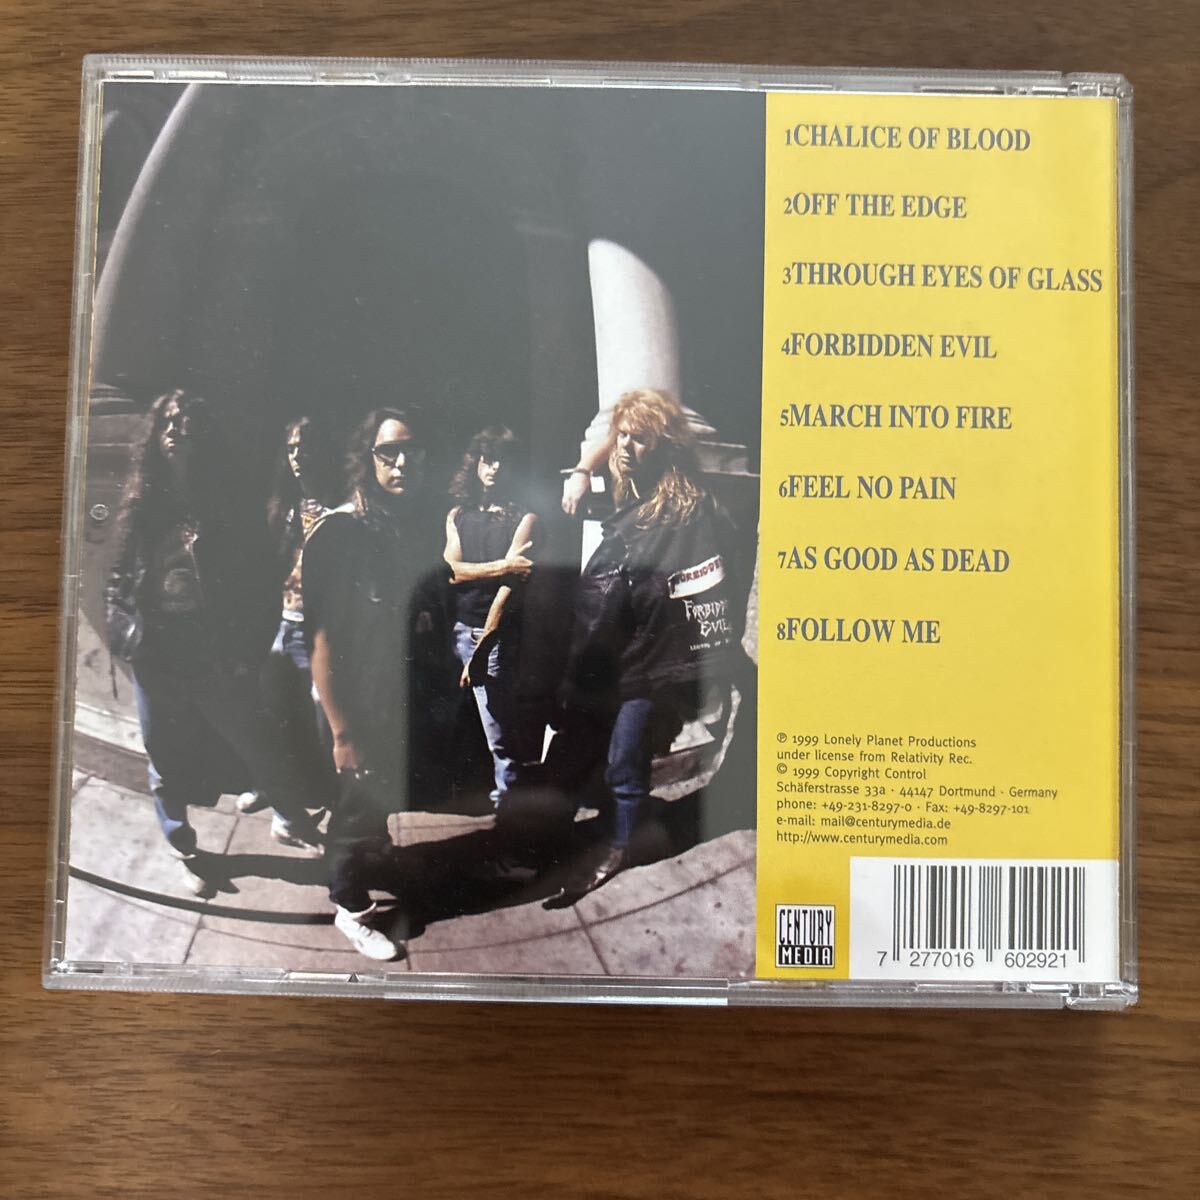 1CHALICE OF BLOOD
2OFF THE EDGE
3THROUGH EYES OF GLASS
4FORBIDDEN EVIL
5MARCH INTO FIRE
6FEEL NO PAIN
7AS GOOD AS DEAD
8FOLLOW ME
℗ 1999 Lonely Planet Productions
under license from Relativity Rec.
© 1999 Copyright Control
Schäferstrasse 33a · 44147 Dortmund · Germany
phone: +49-231-8297-0 · Fax: +49-8297-101
e-mail: mail@centurymedia.de
http://www.centurymedia.com
CENTURY
MEDIA
7 277016 602921
FORBIDDEN
EVIL